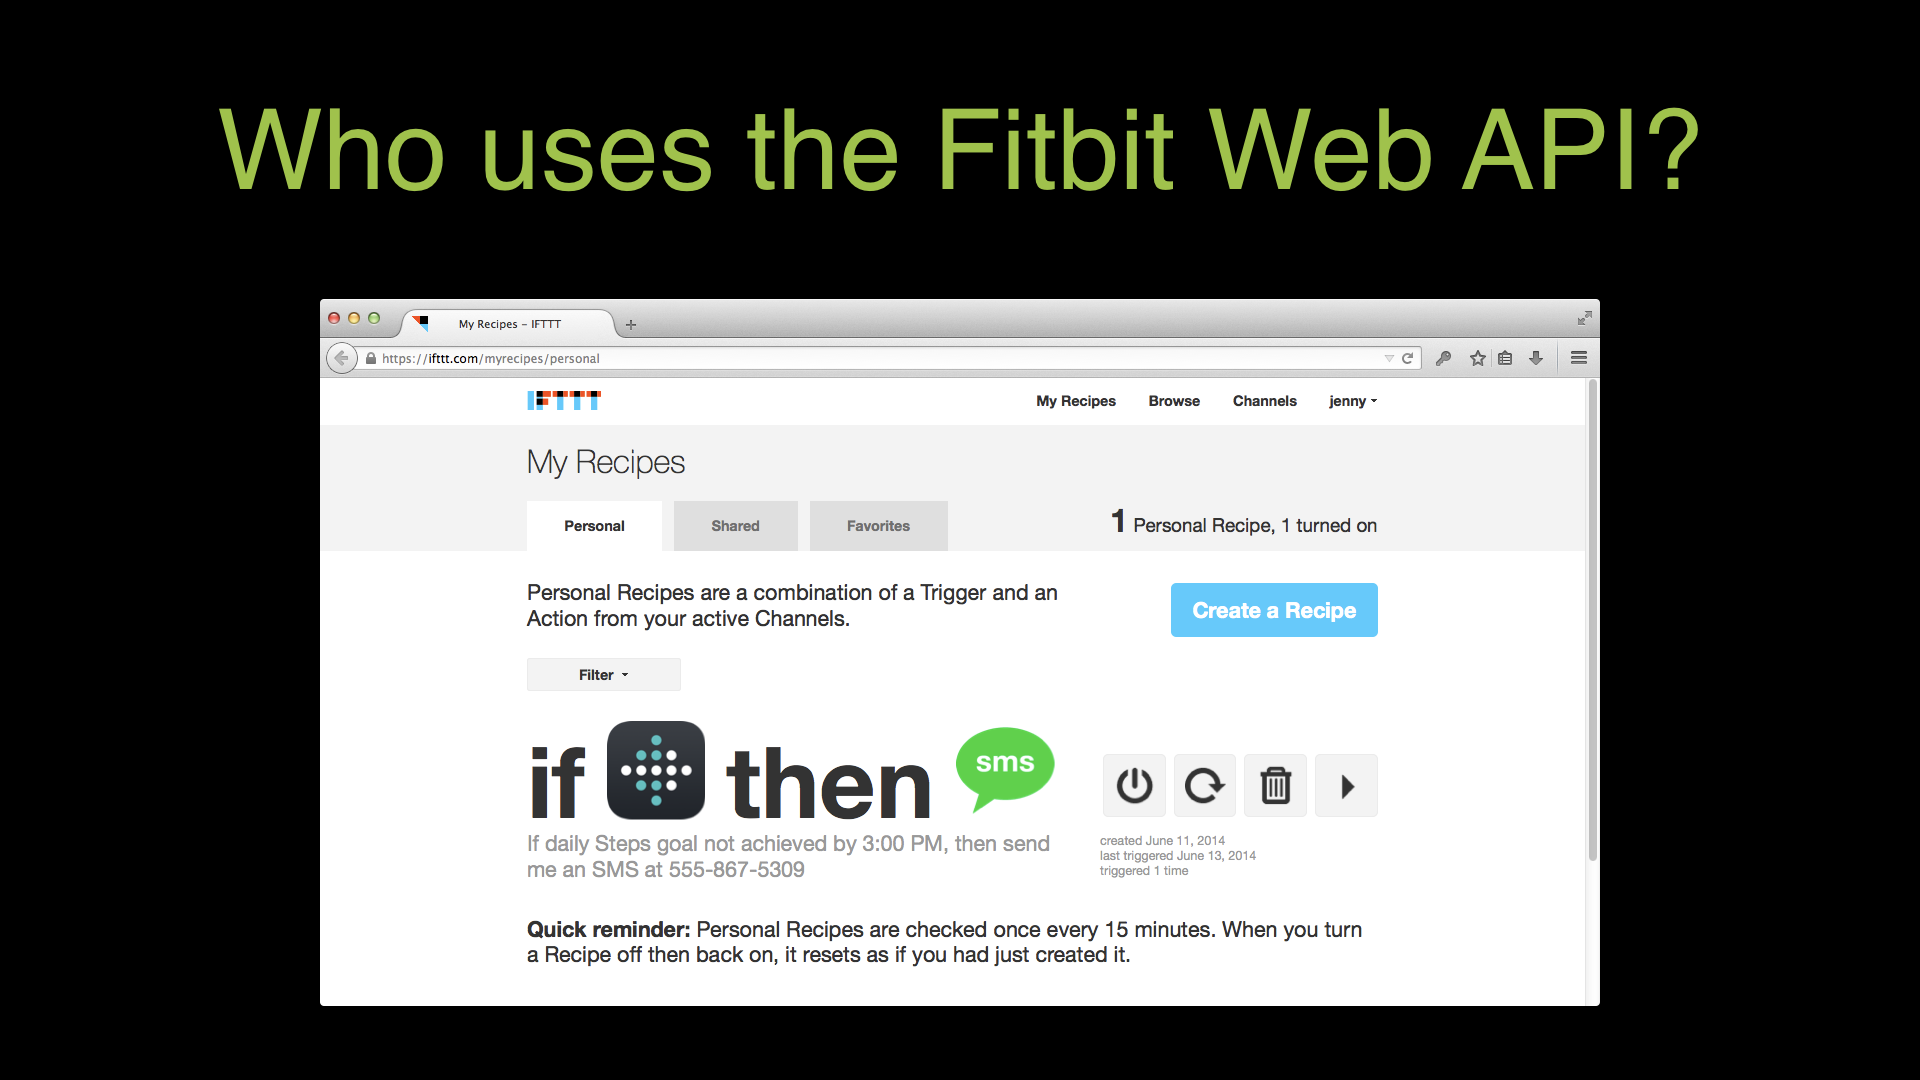 Who uses the Fitbit Web API?
My Recipes – IFTTT
https://ifttt.com/myrecipes/personal
IFTTT
My Recipes Browse Channels jenny
My Recipes
Personal Shared Favorites
1 Personal Recipe, 1 turned on
Personal Recipes are a combination of a Trigger and an
Action from your active Channels.
Create a Recipe
Filter
if then sms
If daily Steps goal not achieved by 3:00 PM, then send
me an SMS at 555-867-5309
created June 11, 2014
last triggered June 13, 2014
triggered 1 time
Quick reminder: Personal Recipes are checked once every 15 minutes. When you turn
a Recipe off then back on, it resets as if you had just created it.